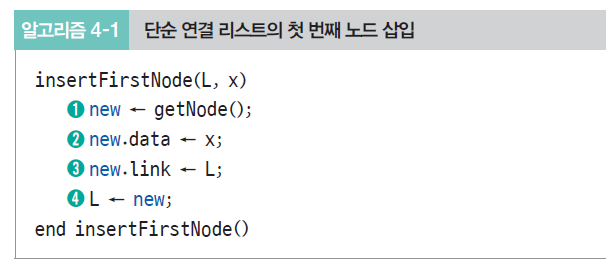 알고리즘 4-1 단순 연결 리스트의 첫 번째 노드 삽입
insertFirstNode(L, x)
❶ new ← getNode();
❷ new.data ← x;
❸ new.link ← L;
❹ L ← new;
end insertFirstNode()